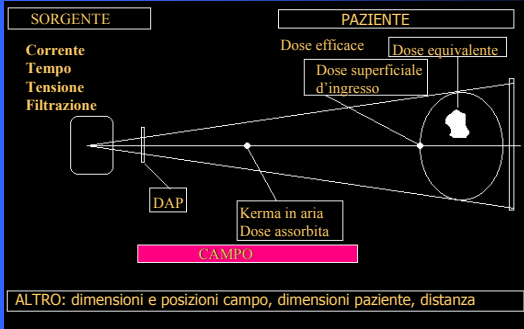 SORGENTE
PAZIENTE
Corrente
Tempo
Tensione
Filtrazione
Dose efficace
Dose equivalente
Dose superficiale
d'ingresso
DAP
Kerma in aria
Dose assorbita
CAMPO
ALTRO: dimensioni e posizioni campo, dimensioni paziente, distanza